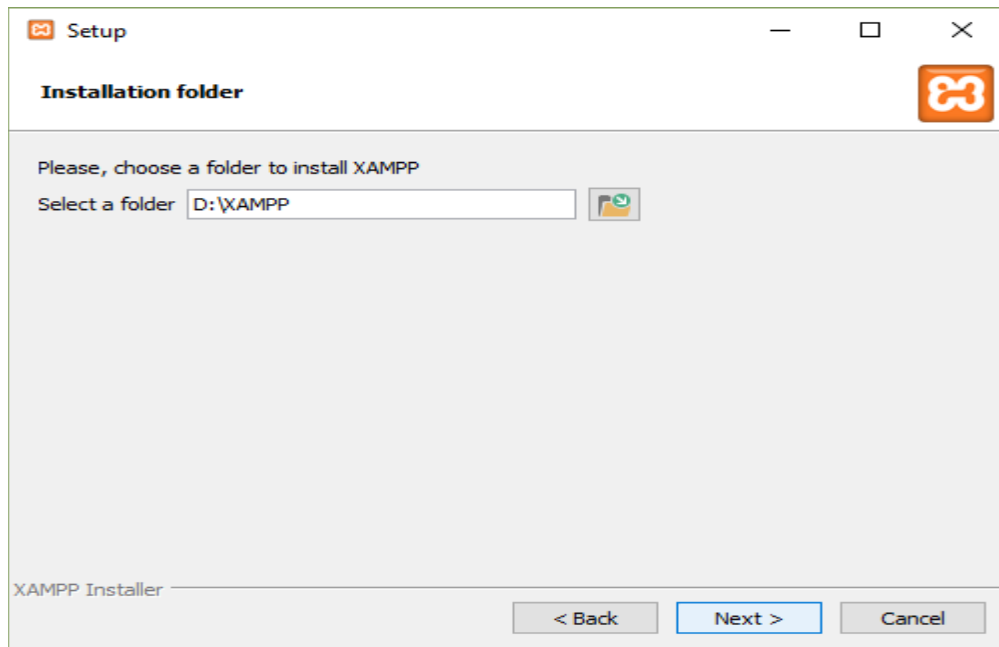 Setup
Installation folder
Please, choose a folder to install XAMPP
Select a folder D:\XAMPP
XAMPP Installer
< Back Next > Cancel